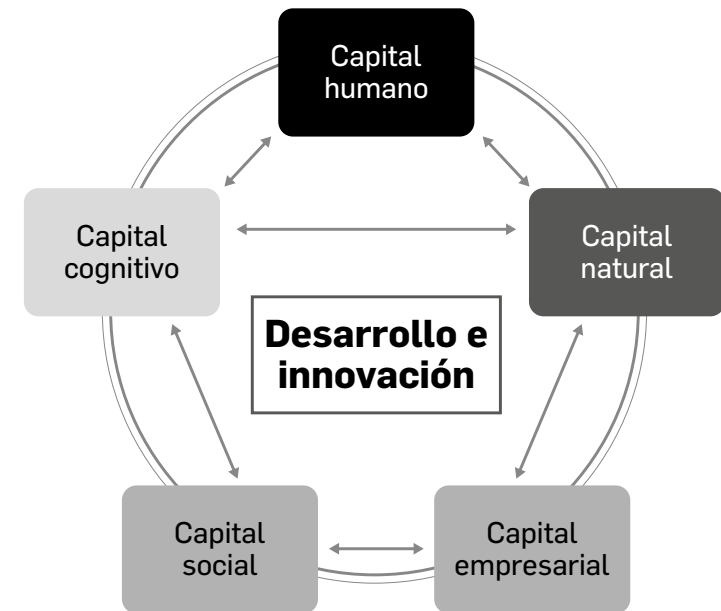 Capital
humano
Capital
cognitivo
Capital
natural
Desarrollo e
innovación
Capital
social
Capital
empresarial